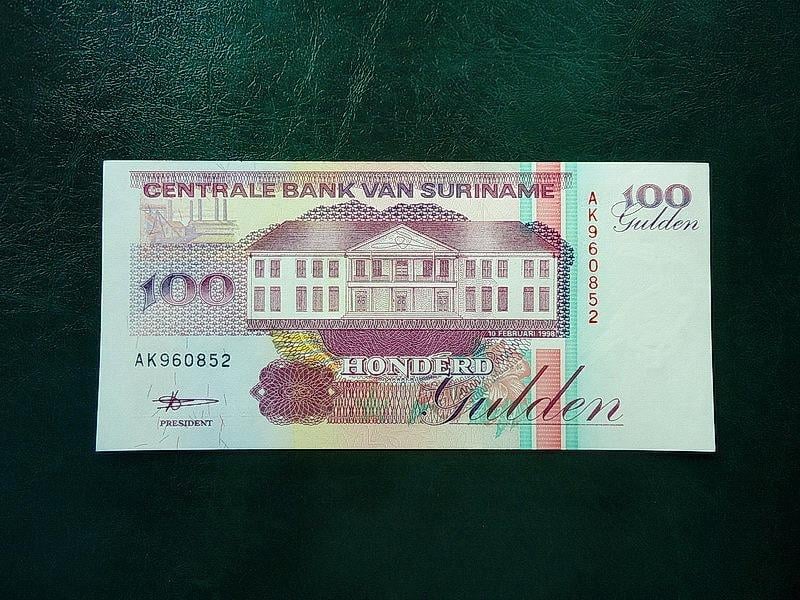 CENTRALE BANK VAN SURINAME
100
Gulden
AK960852
100
10 FEBRUARI 1998
AK960852
HONDERD
Gulden
PRESIDENT